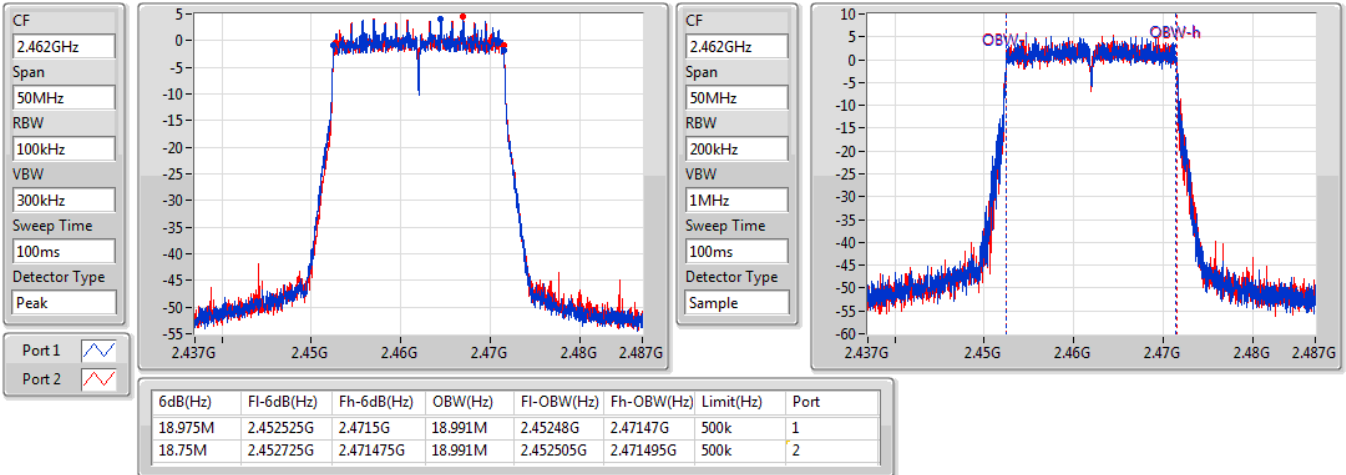 CF
2.462GHz
Span
50MHz
RBW
100kHz
VBW
300kHz
Sweep Time
100ms
Detector Type
Peak
Port 1
Port 2
5
0
-5
-10
-15
-20
-25
-30
-35
-40
-45
-50
-55
2.437G 2.45G 2.46G 2.47G 2.48G 2.487G
CF
2.462GHz
Span
50MHz
RBW
200kHz
VBW
1MHz
Sweep Time
100ms
Detector Type
Sample
10
5
0
-5
-10
-15
-20
-25
-30
-35
-40
-45
-50
-55
-60
OBW-h
2.437G 2.45G 2.46G 2.47G 2.48G 2.487G
6dB(Hz) Fl-6dB(Hz) Fh-6dB(Hz) OBW(Hz) Fl-OBW(Hz) Fh-OBW(Hz) Limit(Hz) Port
18.975M 2.452525G 2.4715G 18.991M 2.45248G 2.47147G 500k 1
18.75M 2.452725G 2.471475G 18.991M 2.452505G 2.471495G 500k 2